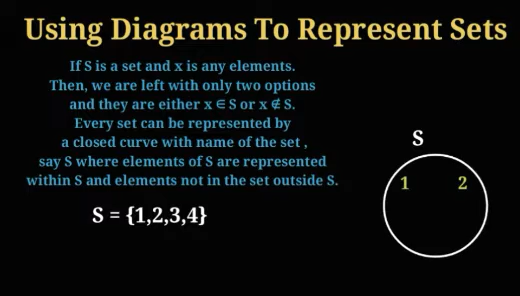 Using Diagrams To Represent Sets
If S is a set and x is any elements.
Then, we are left with only two options
and they are either x ∈ S or x ∉ S.
Every set can be represented by
a closed curve with name of the set ,
say S where elements of S are represented
within S and elements not in the set outside S.
S = {1,2,3,4}
S
1 2